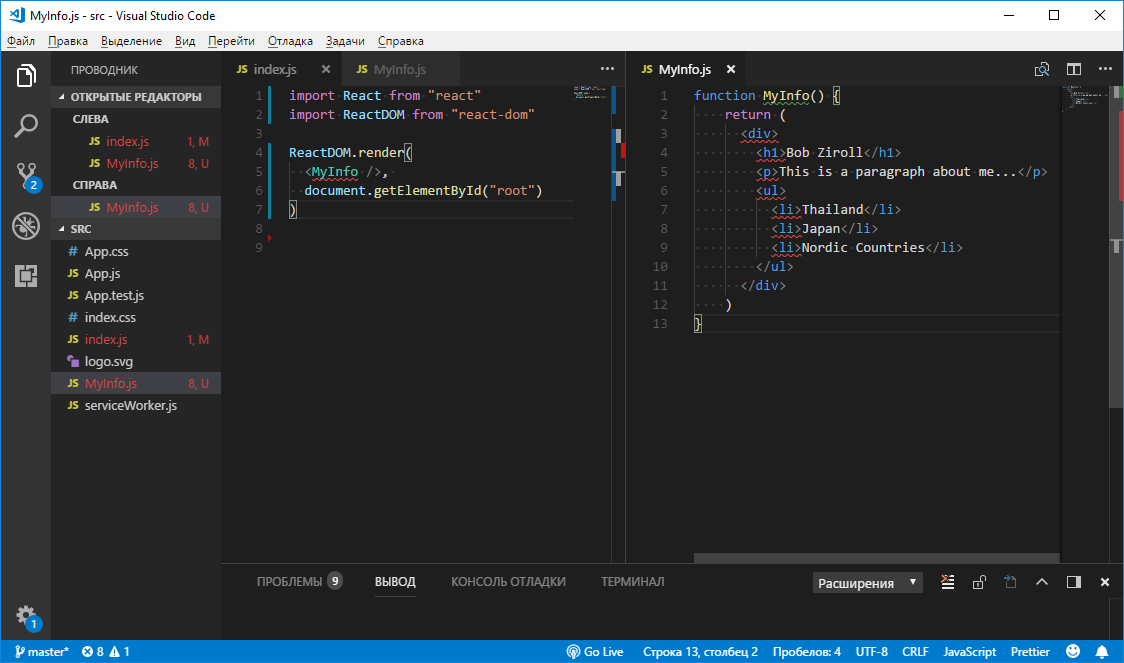 MyInfo.js - src - Visual Studio Code
Файл Правка Выделение Вид Перейти Отладка Задачи Справка
ПРОВОДНИК
ОТКРЫТЫЕ РЕДАКТОРЫ
СЛЕВА
JS index.js 1, M
JS MyInfo.js 8, U
СПРАВА
JS MyInfo.js 8, U
SRC
# App.css
JS App.js
JS App.test.js
# index.css
JS index.js 1, M
logo.svg
JS MyInfo.js 8, U
JS serviceWorker.js
2
1
JS index.js JS MyInfo.js
1 import React from "react"
2 import ReactDOM from "react-dom"
3
4 ReactDOM.render(
5 <MyInfo />,
6 document.getElementById("root")
7 )
8
9
JS MyInfo.js
1 function MyInfo() {
2 return (
3 <div>
4 <h1>Bob Ziroll</h1>
5 <p>This is a paragraph about me...</p>
6 <ul>
7 <li>Thailand</li>
8 <li>Japan</li>
9 <li>Nordic Countries</li>
10 </ul>
11 </div>
12 )
13 }
ПРОБЛЕМЫ 9 ВЫВОД КОНСОЛЬ ОТЛАДКИ ТЕРМИНАЛ Расширения
master* 8 1 Go Live Строка 13, столбец 2 Пробелов: 4 UTF-8 CRLF JavaScript Prettier